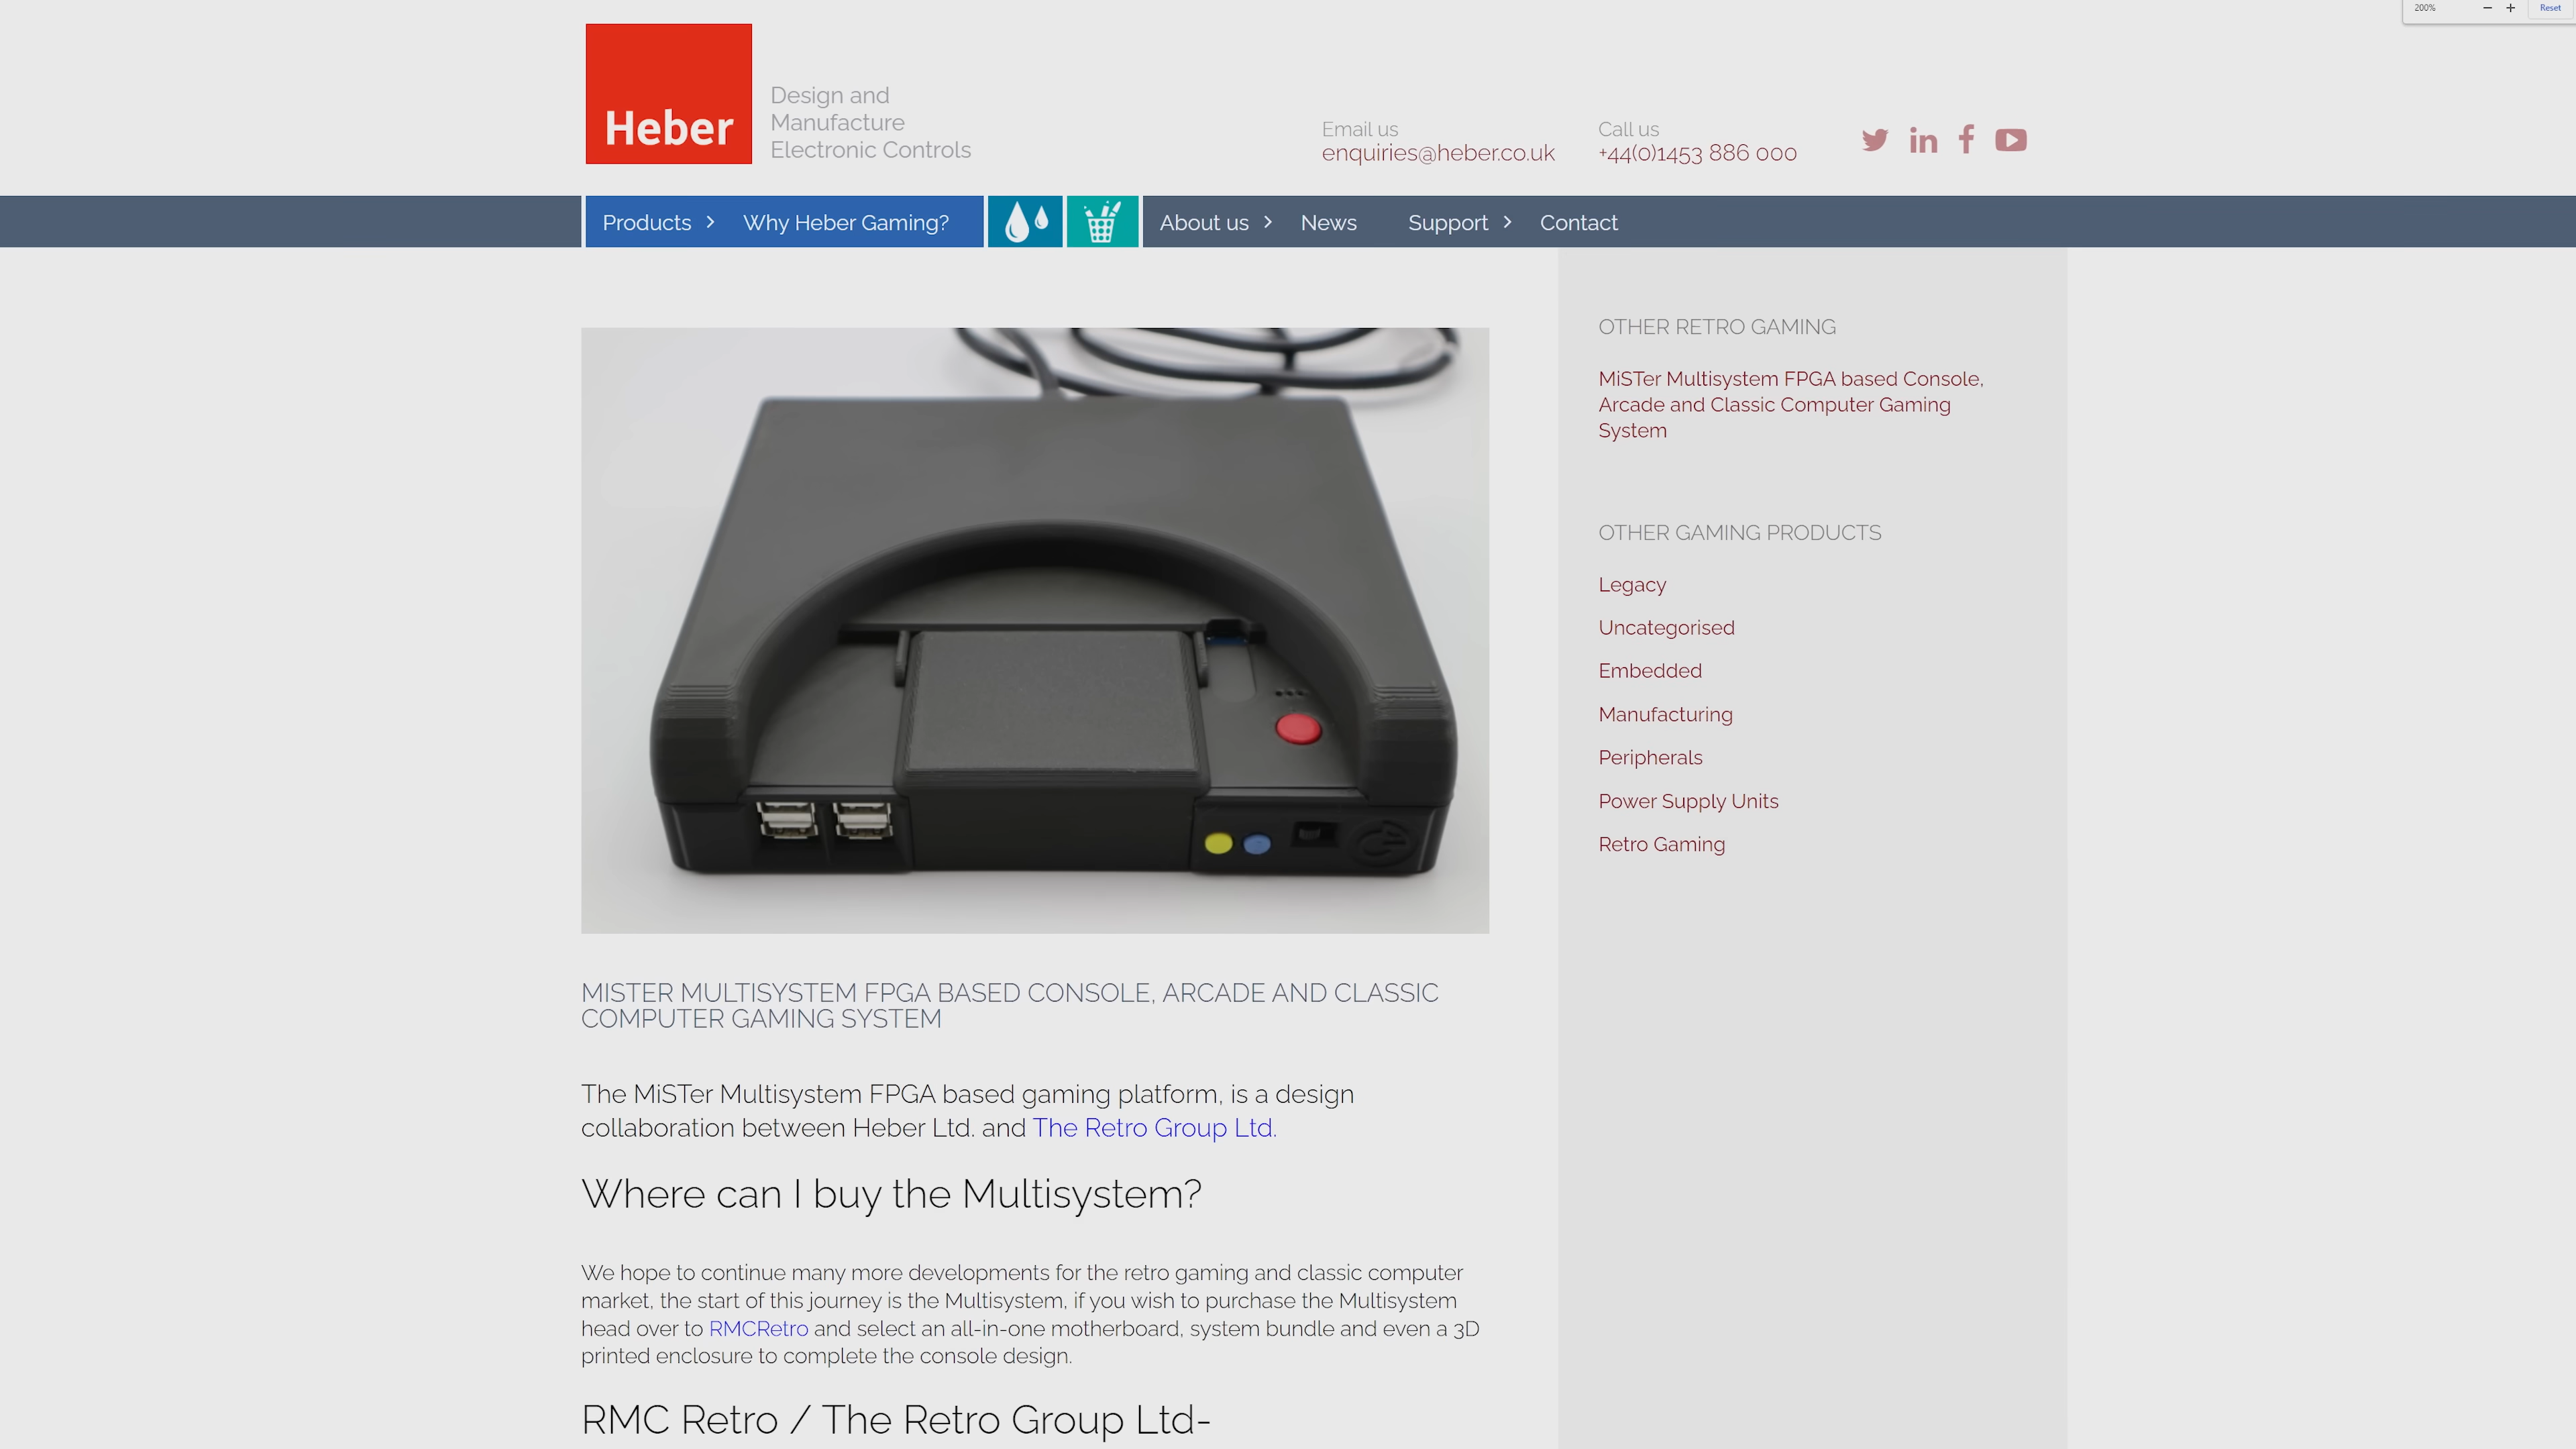 200%
Reset
Heber
Design and
Manufacture
Electronic Controls
Email us
enquiries@heber.co.uk
Call us
+44(0)1453 886 000
Products
Why Heber Gaming?
About us
News
Support
Contact
MISTER MULTISYSTEM FPGA BASED CONSOLE, ARCADE AND CLASSIC
COMPUTER GAMING SYSTEM
The MiSTer Multisystem FPGA based gaming platform, is a design
collaboration between Heber Ltd. and The Retro Group Ltd.
Where can I buy the Multisystem?
We hope to continue many more developments for the retro gaming and classic computer
market, the start of this journey is the Multisystem, if you wish to purchase the Multisystem
head over to RMCRetro and select an all-in-one motherboard, system bundle and even a 3D
printed enclosure to complete the console design.
RMC Retro / The Retro Group Ltd-
OTHER RETRO GAMING
MiSTer Multisystem FPGA based Console,
Arcade and Classic Computer Gaming
System
OTHER GAMING PRODUCTS
Legacy
Uncategorised
Embedded
Manufacturing
Peripherals
Power Supply Units
Retro Gaming